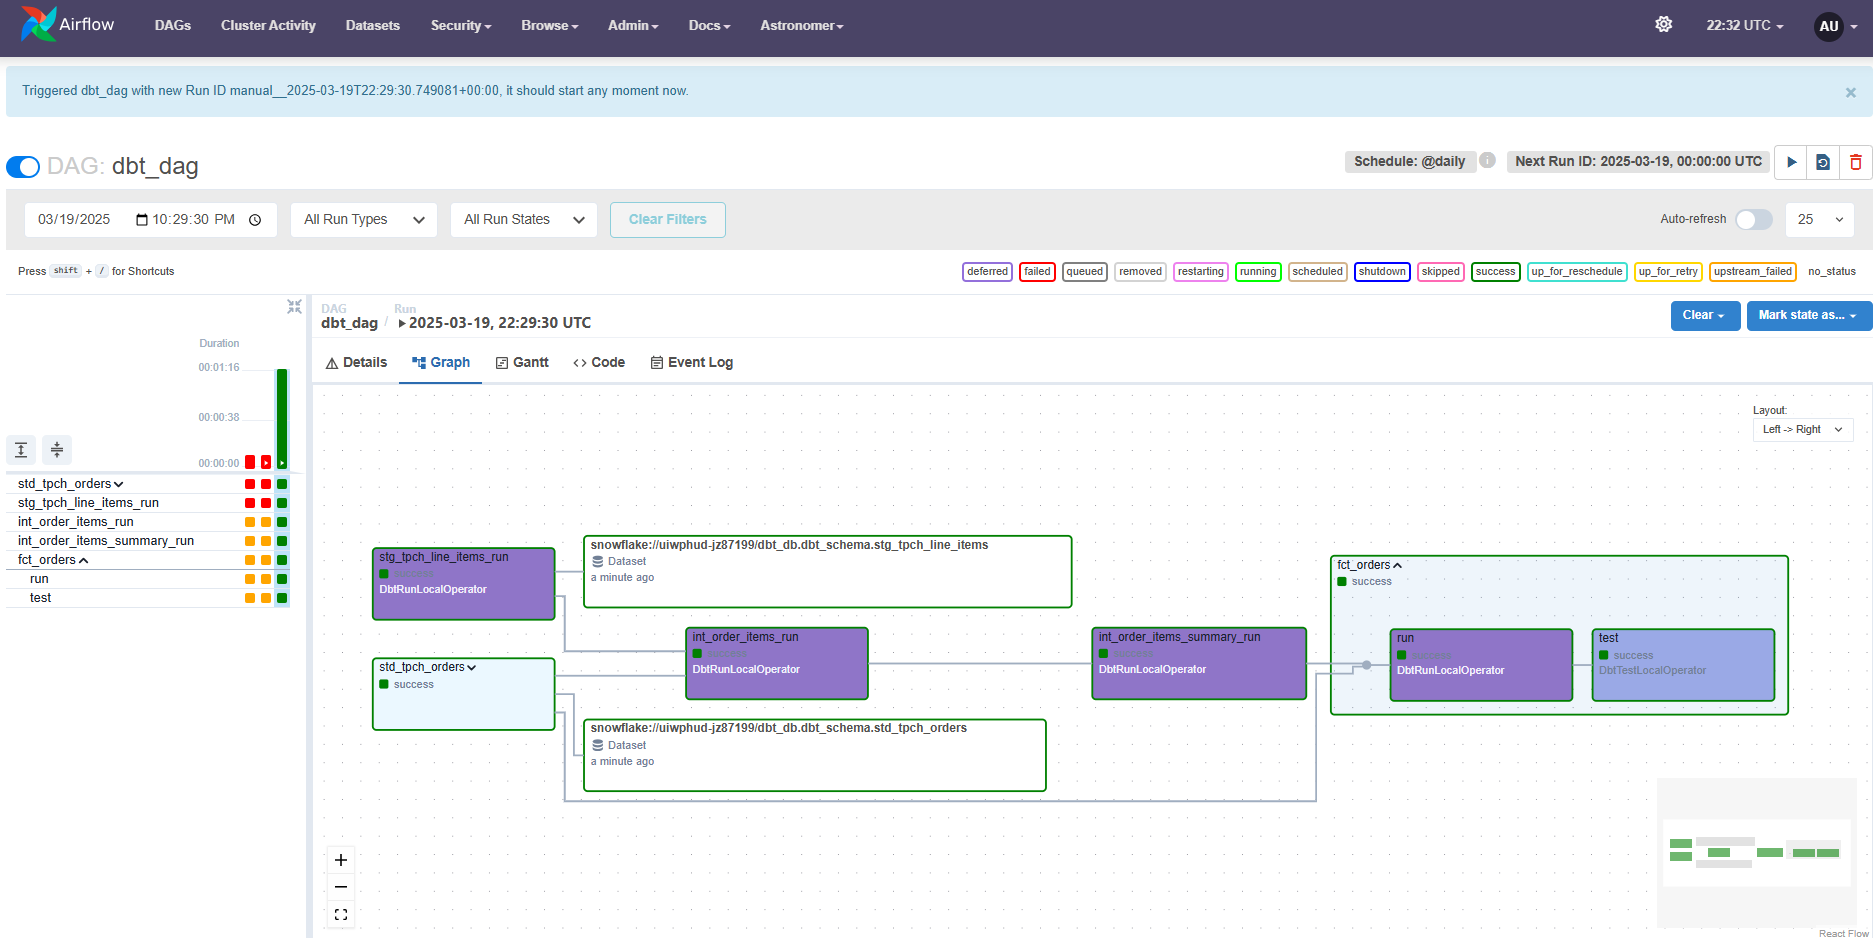 Airflow DAGs Cluster Activity Datasets Security Browse Admin Docs Astronomer 22:32 UTC AU
Triggered dbt_dag with new Run ID manual__2025-03-19T22:29:30.749081+00:00, it should start any moment now. ×
DAG: dbt_dag Schedule: @daily Next Run ID: 2025-03-19, 00:00:00 UTC
03/19/2025 10:29:30 PM All Run Types All Run States Clear Filters Auto-refresh 25
Press shift + / for Shortcuts deferred failed queued removed restarting running scheduled shutdown skipped success up_for_reschedule up_for_retry upstream_failed no_status
DAG Run
dbt_dag / 2025-03-19, 22:29:30 UTC Clear Mark state as...
Details Graph Gantt Code Event Log
Duration
00:01:16
00:00:38
00:00:00
std_tpch_orders
stg_tpch_line_items_run
int_order_items_run
int_order_items_summary_run
fct_orders
run
test
Layout:
Left -> Right
stg_tpch_line_items_run
success
DbtRunLocalOperator
snowflake://uiwphud-jz87199/dbt_db.dbt_schema.stg_tpch_line_items
Dataset
a minute ago
std_tpch_orders
success
int_order_items_run
success
DbtRunLocalOperator
snowflake://uiwphud-jz87199/dbt_db.dbt_schema.std_tpch_orders
Dataset
a minute ago
int_order_items_summary_run
success
DbtRunLocalOperator
fct_orders
success
run
success
DbtRunLocalOperator
test
success
DbtTestLocalOperator
React Flow